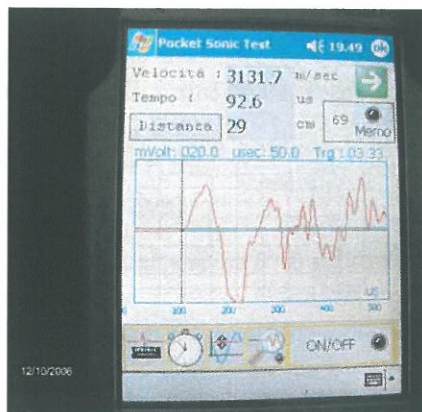 Pocket Sonic Test 19.49 ok
Velocità : 3131.7 m/sec
Tempo : 92.6 us
Distanza 29 cm 69 Memo
mVolt: 020.0 usec: 50.0 Trg : 03.33
us
0 100 200 300 400 500
ON/OFF
12/10/2006